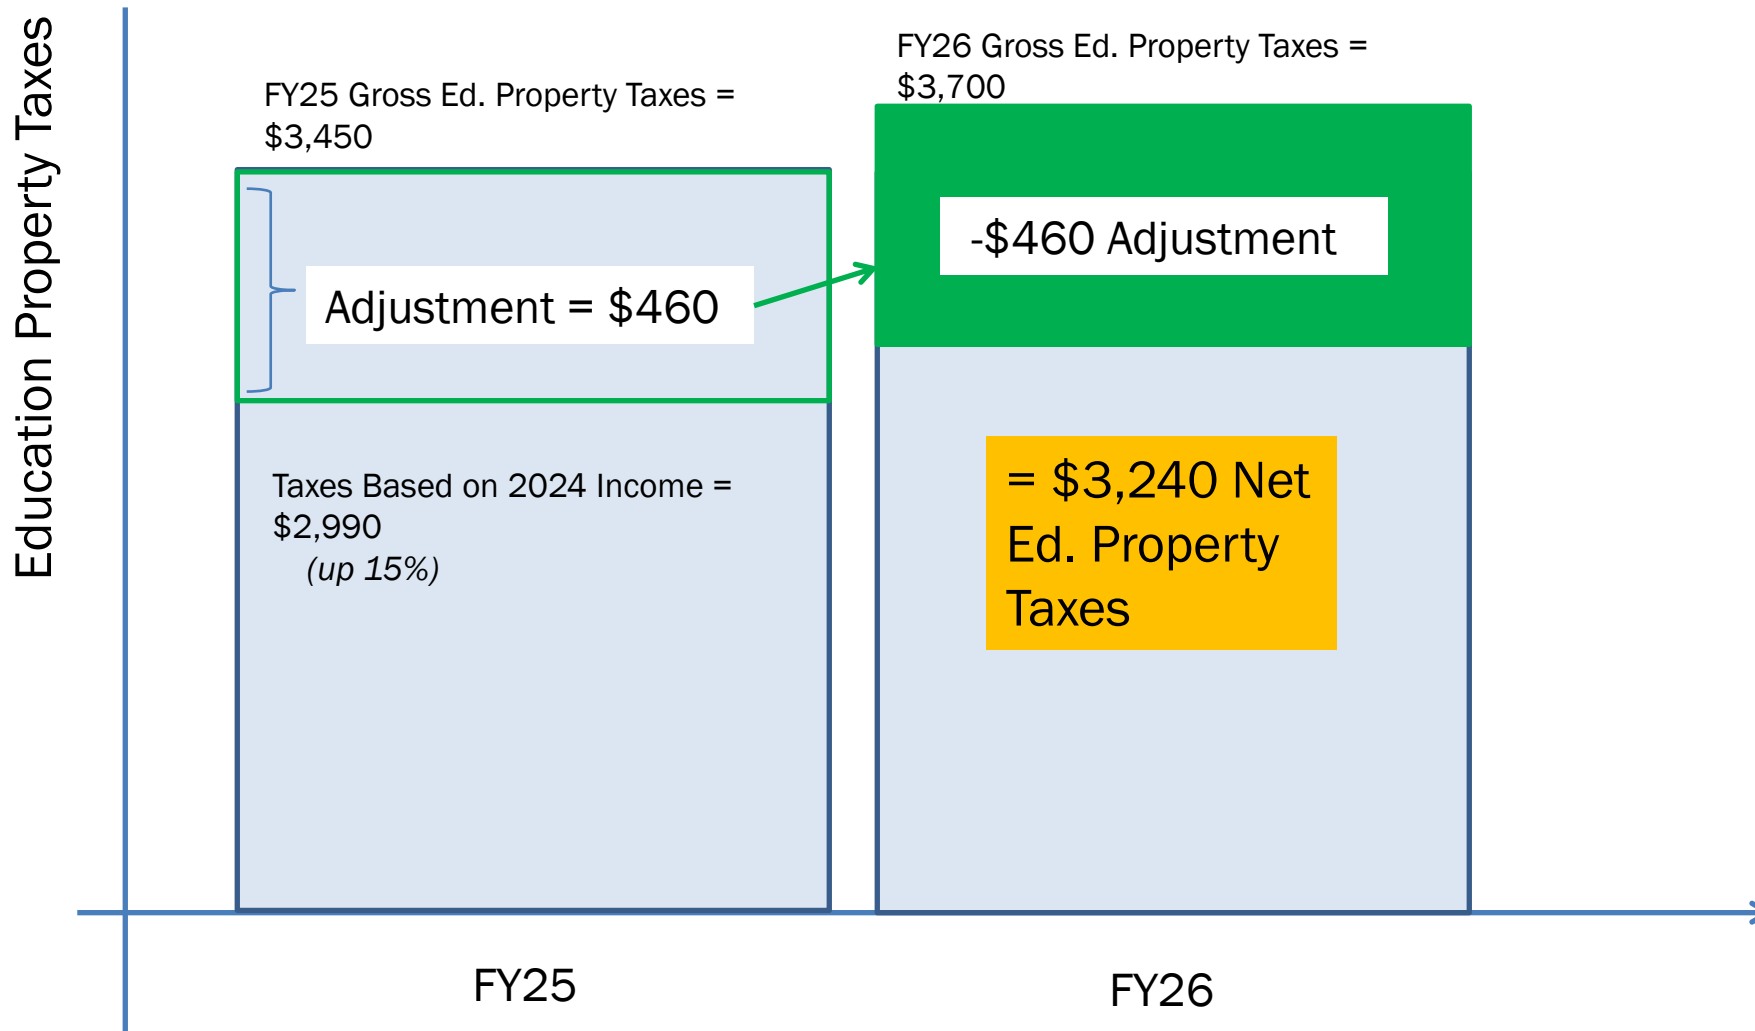 Education Property Taxes
FY25 Gross Ed. Property Taxes =
$3,450
Adjustment = $460
Taxes Based on 2024 Income =
$2,990
(up 15%)
FY26 Gross Ed. Property Taxes =
$3,700
-$460 Adjustment
= $3,240 Net
Ed. Property
Taxes
FY25
FY26